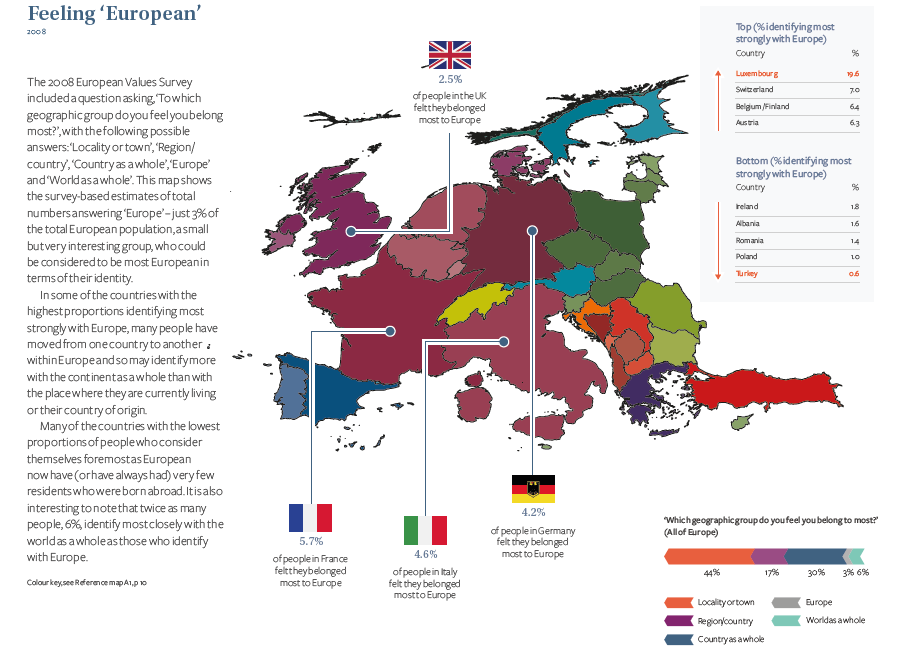 Feeling ‘European’
2008
The 2008 European Values Survey
included a question asking, ‘To which
geographic group do you feel you belong
most?’, with the following possible
answers: ‘Locality or town’, ‘Region/
country’, ‘Country as a whole’, ‘Europe’
and ‘World as a whole’. This map shows
the survey-based estimates of total
numbers answering ‘Europe’ – just 3% of
the total European population, a small
but very interesting group, who could
be considered to be most European in
terms of their identity.
In some of the countries with the
highest proportions identifying most
strongly with Europe, many people have
moved from one country to another
within Europe and so may identify more
with the continent as a whole than with
the place where they are currently living
or their country of origin.
Many of the countries with the lowest
proportions of people who consider
themselves foremost as European
now have (or have always had) very few
residents who were born abroad. It is also
interesting to note that twice as many
people, 6%, identify most closely with the
world as a whole as those who identify
with Europe.
Colour key, see Reference map A1, p 10
2.5%
of people in the UK
felt they belonged
most to Europe
5.7%
of people in France
felt they belonged
most to Europe
4.6%
of people in Italy
felt they belonged
most to Europe
4.2%
of people in Germany
felt they belonged
most to Europe
Top (% identifying most
strongly with Europe)
Country %
Luxembourg 19.6
Switzerland 7.0
Belgium/Finland 6.4
Austria 6.3
Bottom (% identifying most
strongly with Europe)
Country %
Ireland 1.8
Albania 1.6
Romania 1.4
Poland 1.0
Turkey 0.6
‘Which geographic group do you feel you belong to most?’
(All of Europe)
44% 17% 30% 3% 6%
Locality or town
Region/country
Country as a whole
Europe
World as a whole